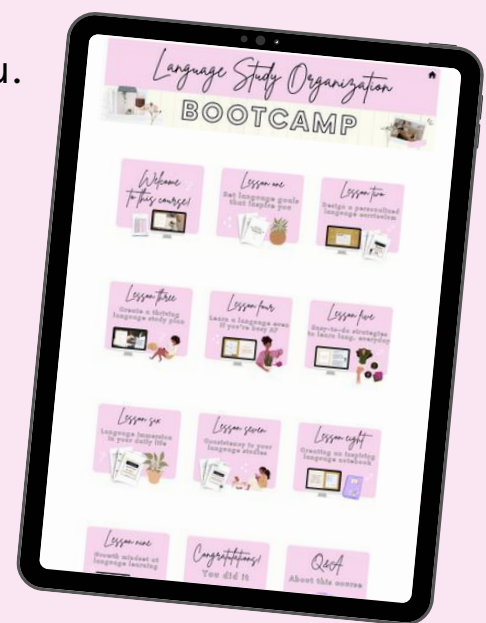 u.
Language Study Organization
BOOTCAMP
Welcome
to this course!
Lesson one
Set language goals
that inspire you
Lesson two
Design a personalized
language curriculum
Lesson three
Create a thriving
language study plan
Lesson four
Learn a language even
if you're busy AF
Lesson five
Easy-to-do strategies
to learn lang. everyday
Lesson six
Language immersion
in your daily life
Lesson seven
Consistency in your
language studies
Lesson eight
Creating an inspiring
language notebook
Lesson nine
Growth mindset at
language learning
Congratulations!
You did it
Q&A
About this course